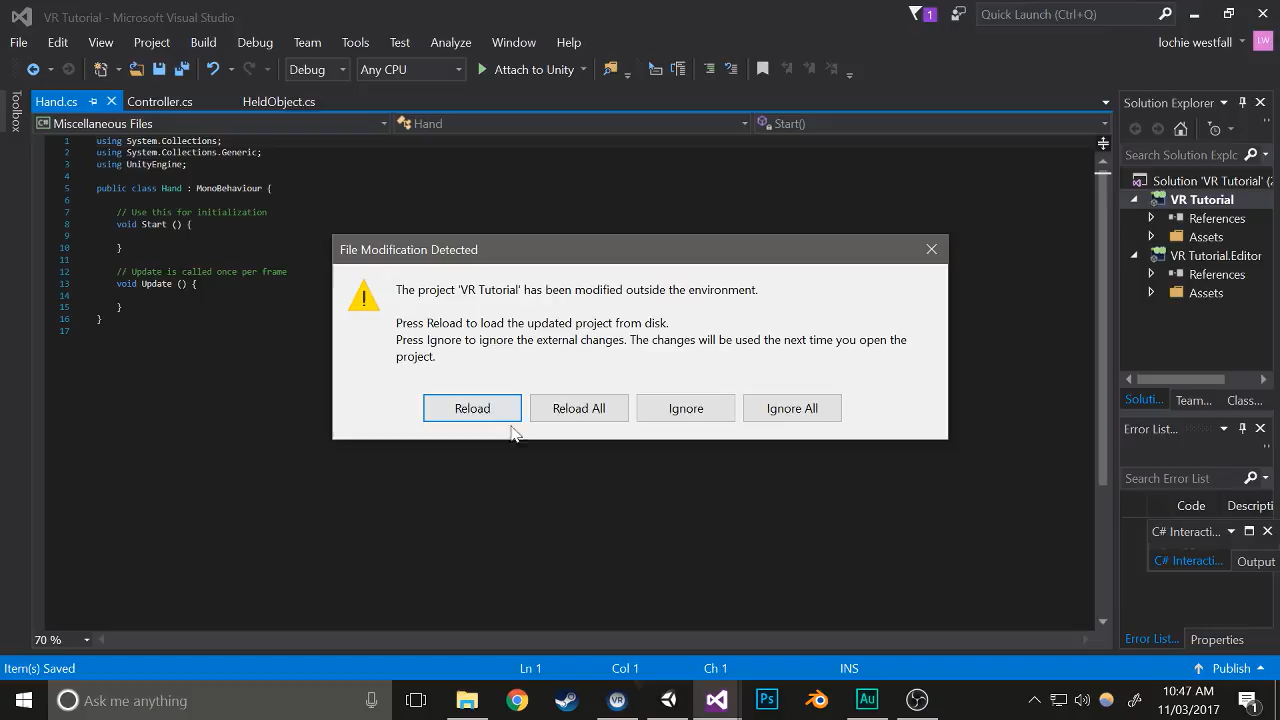 VR Tutorial - Microsoft Visual Studio
1
Quick Launch (Ctrl+Q)
File Edit View Project Build Debug Team Tools Test Analyze Window Help
lochie westfall
LW
Debug
Any CPU
Attach to Unity
Toolbox
Hand.cs
Controller.cs
HeldObject.cs
C# Miscellaneous Files
Hand
Start()
1 using System.Collections;
2 using System.Collections.Generic;
3 using UnityEngine;
4
5 public class Hand : MonoBehaviour {
6
7 // Use this for initialization
8 void Start () {
9
10 }
11
12 // Update is called once per frame
13 void Update () {
14
15 }
16 }
17
File Modification Detected
The project 'VR Tutorial' has been modified outside the environment.
Press Reload to load the updated project from disk.
Press Ignore to ignore the external changes. The changes will be used the next time you open the
project.
Reload
Reload All
Ignore
Ignore All
Solution Explorer
Search Solution Explc
Solution 'VR Tutorial' (2
VR Tutorial
References
Assets
VR Tutorial.Editor
References
Assets
Soluti...
Team...
Class...
Error List...
Search Error List
Code
Descripti
C# Interacti...
C# Interacti...
Output
Error List...
Properties
70 %
Item(s) Saved
Ln 1
Col 1
Ch 1
INS
Publish
Ask me anything
VR
Ps
Au
10:47 AM
11/03/2017
1